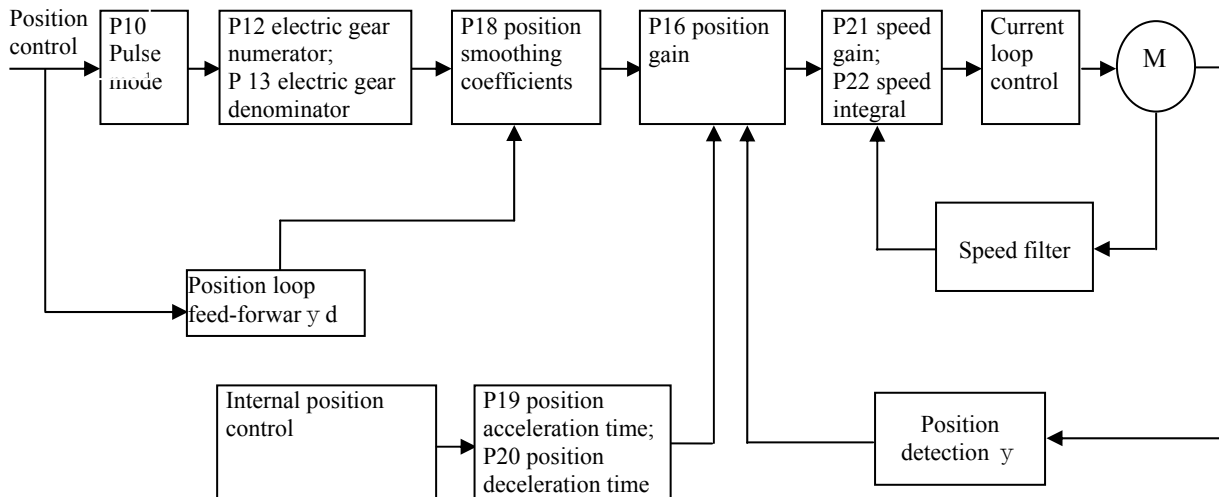 Position
control
P10
Pulse
mode
P12 electric gear
numerator;
P 13 electric gear
denominator
P18 position
smoothing
coefficients
P16 position
gain
P21 speed
gain;
P22 speed
integral
Current
loop
control
M
Speed filter
Position loop
feed-forwar y d
Internal position
control
P19 position
acceleration time;
P20 position
deceleration time
Position
detection y